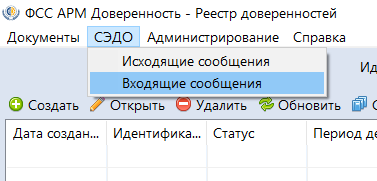 ФСС АРМ Доверенность - Реестр доверенностей
Документы СЭДО Администрирование Справка
Исходящие сообщения
Входящие сообщения
Создать Открыть Удалить Обновить
Дата создан... Идентифика... Статус Период де